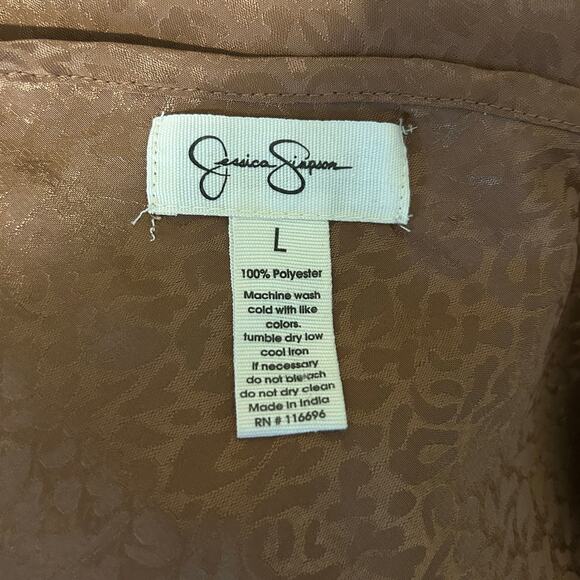 Jessica Simpson
L
100% Polyester
Machine wash
cold with like
colors.
tumble dry low
cool iron
If necessary
do not bleach
do not dry clean
Made in India
RN # 116696